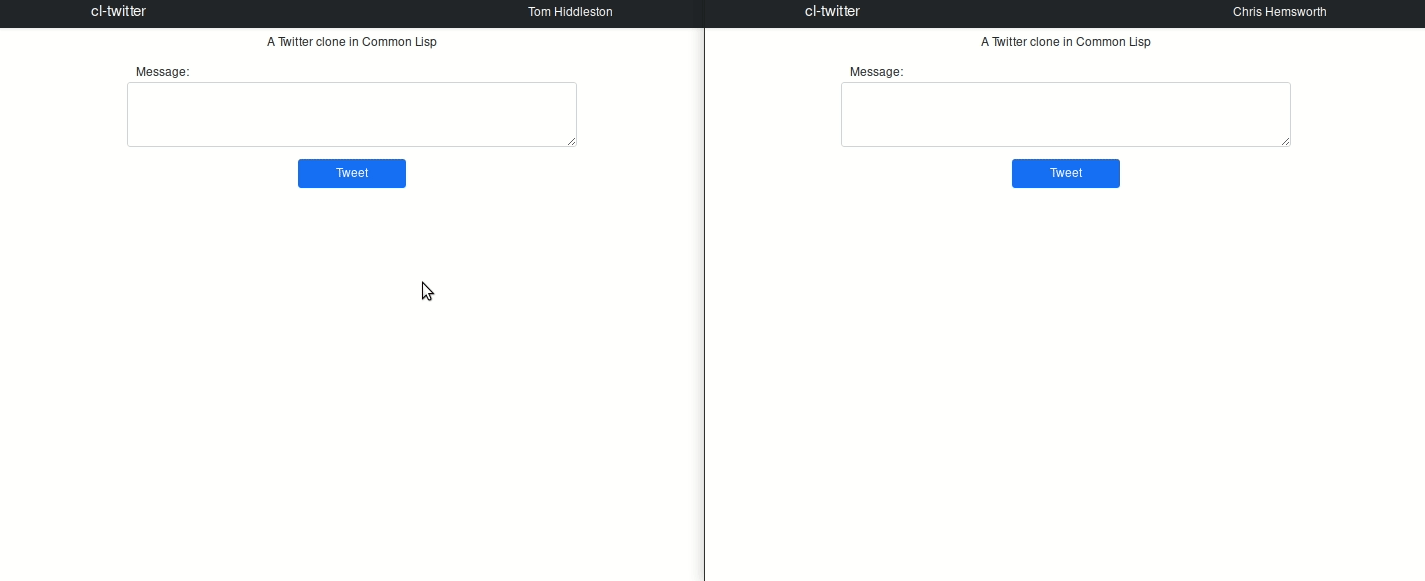 cl-twitter Tom Hiddleston
A Twitter clone in Common Lisp
Message:
Tweet
cl-twitter Chris Hemsworth
A Twitter clone in Common Lisp
Message:
Tweet